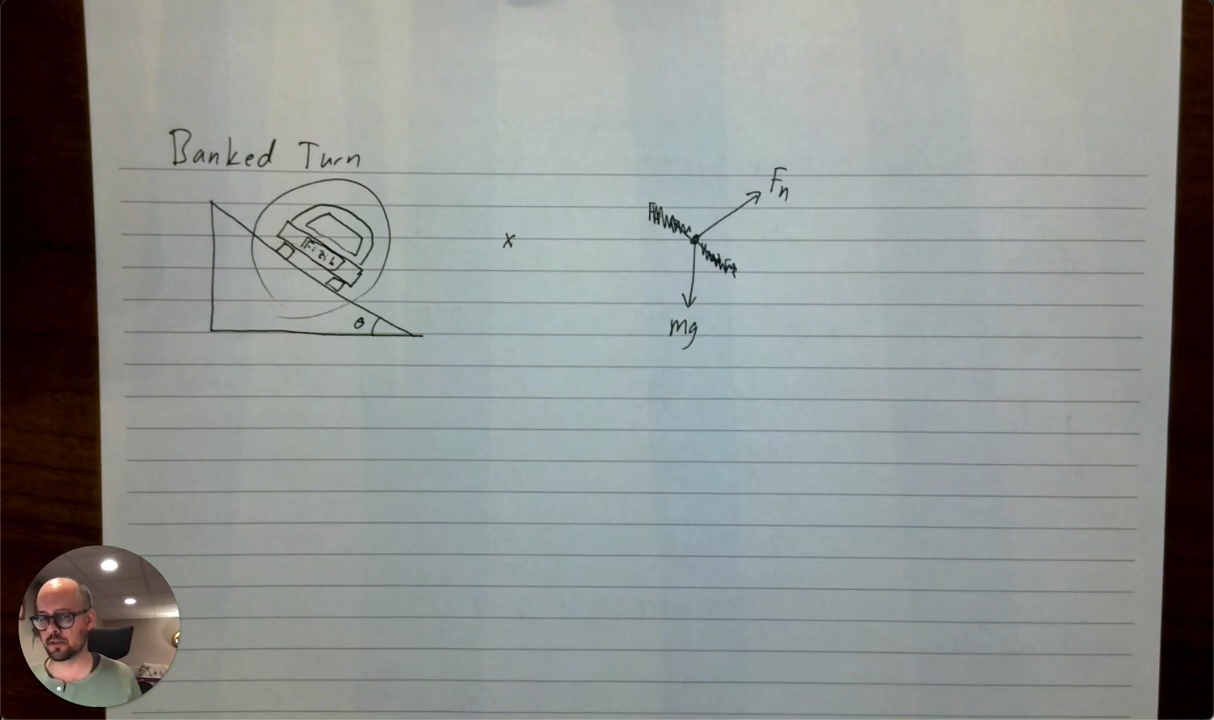 Banked Turn
Fn
x
θ
mg